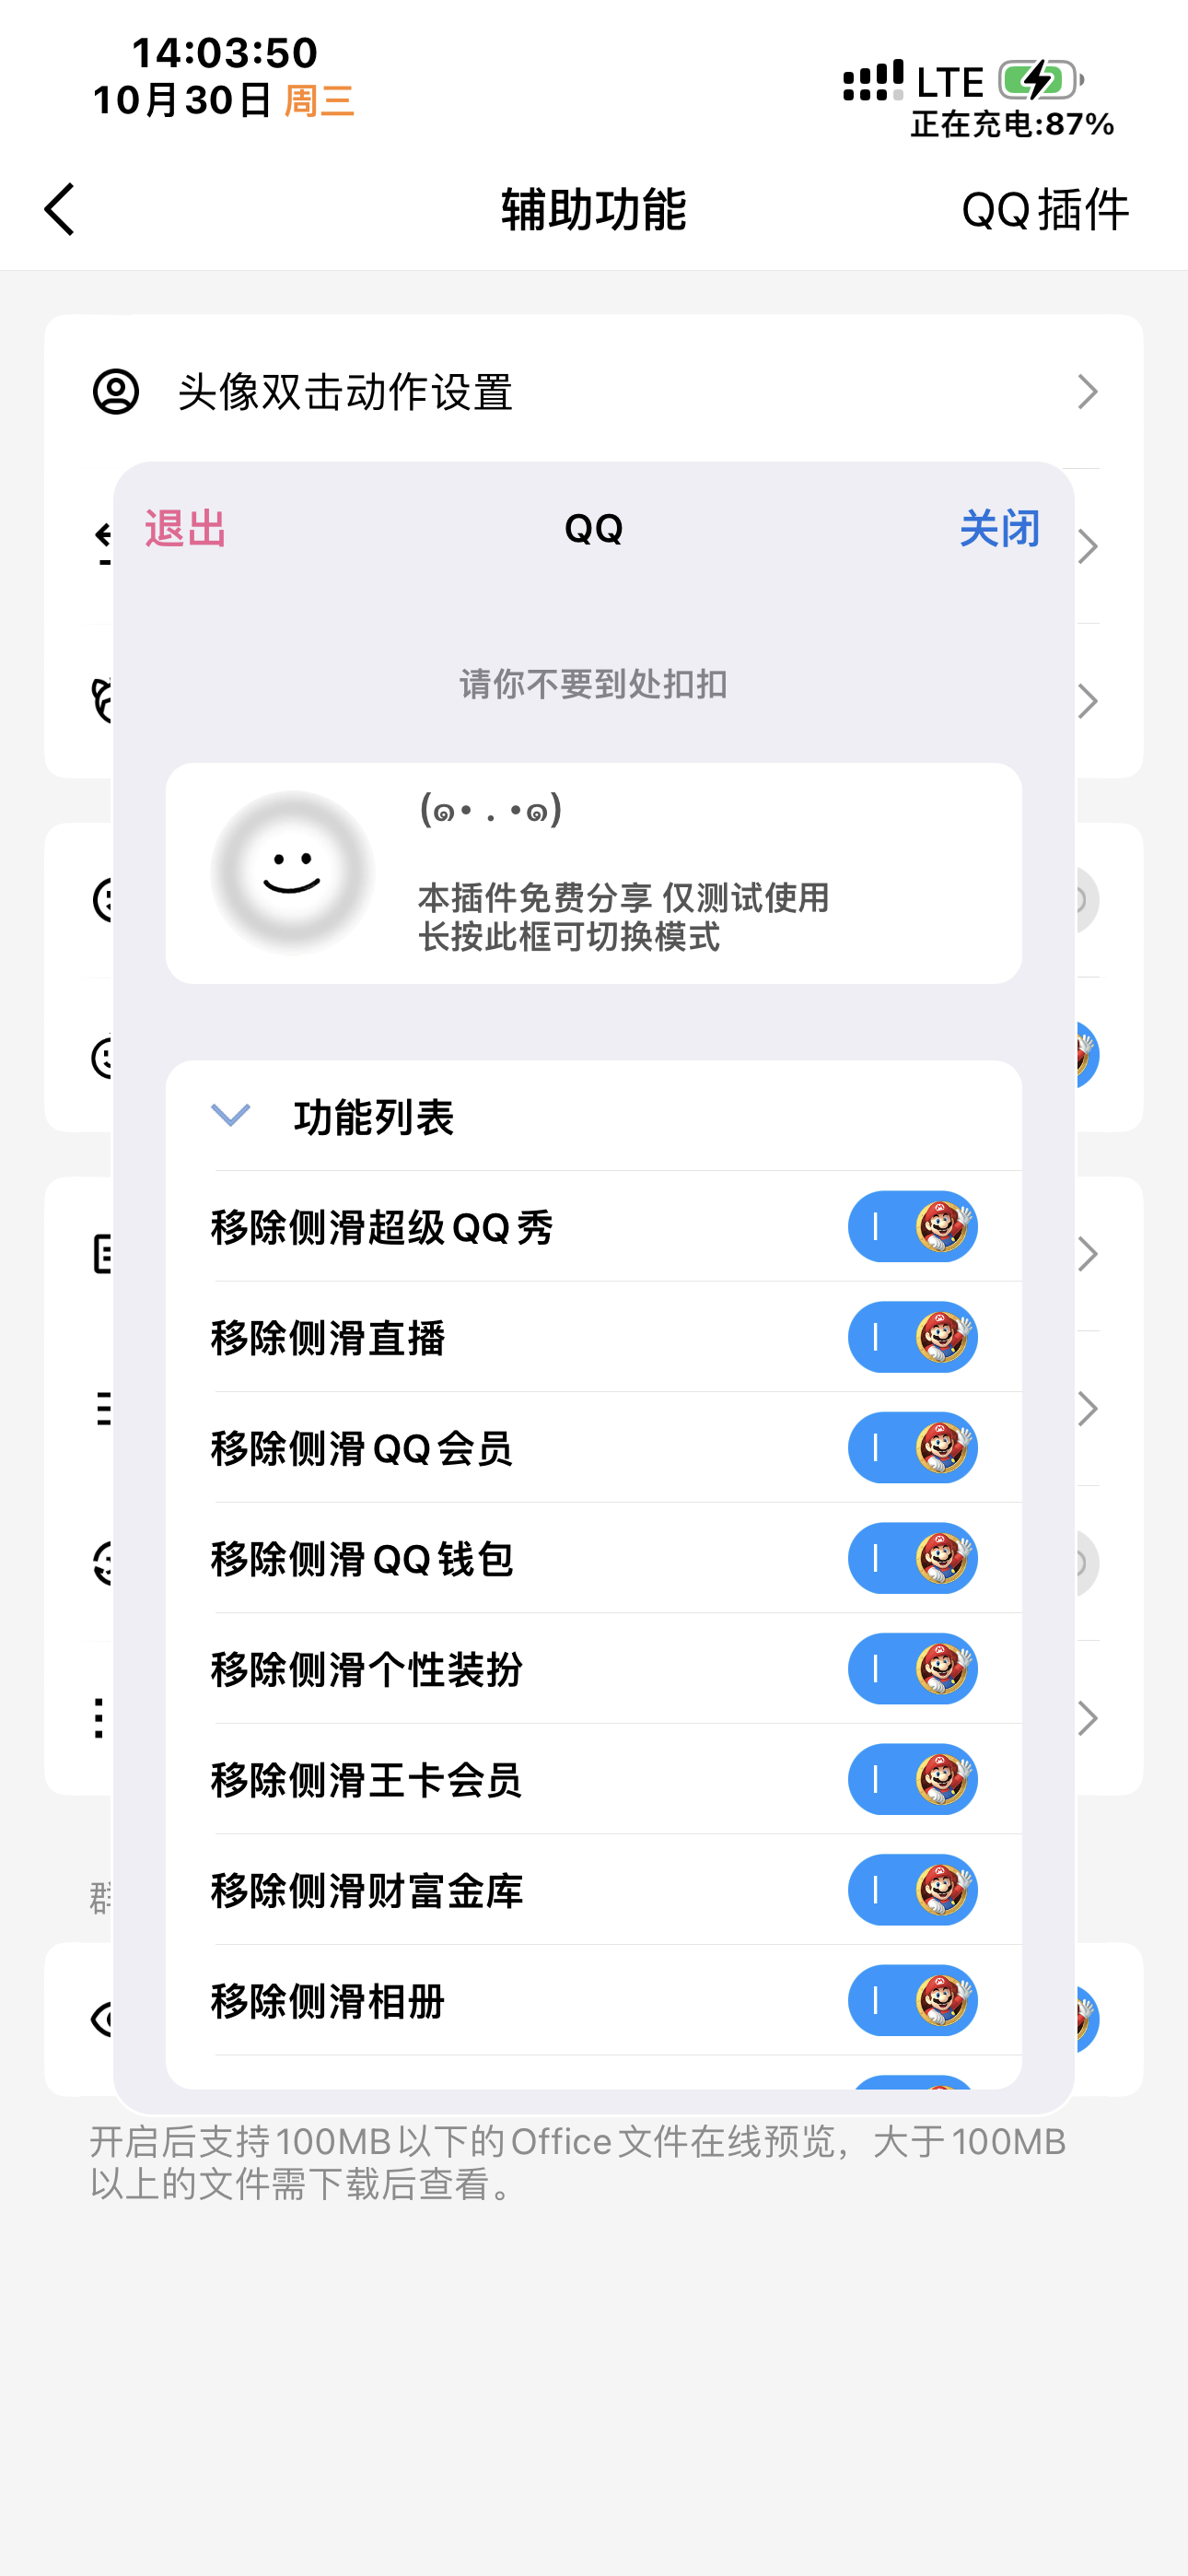 14:03:50
10月30日 周三
LTE
正在充电:87%
辅助功能
QQ插件
头像双击动作设置
退出
QQ
关闭
请你不要到处扣扣
(๑• . •๑)
本插件免费分享 仅测试使用
长按此框可切换模式
功能列表
移除侧滑超级QQ秀
移除侧滑直播
移除侧滑QQ会员
移除侧滑QQ钱包
移除侧滑个性装扮
移除侧滑王卡会员
移除侧滑财富金库
移除侧滑相册
开启后支持100MB以下的Office文件在线预览，大于100MB
以上的文件需下载后查看。